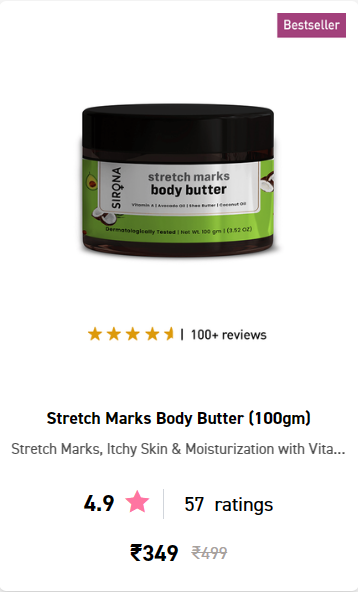 Bestseller
SIRONA
stretch marks
body butter
Vitamin A | Avocado Oil | Shea Butter | Coconut Oil
Dermatologically Tested | Net Wt. 100 gm | (3.52 OZ)
| 100+ reviews
Stretch Marks Body Butter (100gm)
Stretch Marks, Itchy Skin & Moisturization with Vita...
4.9 ★ | 57 ratings
₹349 ₹499